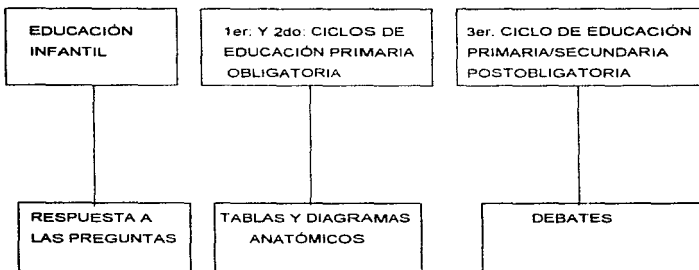 EDUCACIÓN
INFANTIL
1er. Y 2do: CICLOS DE
EDUCACIÓN PRIMARIA
OBLIGATORIA
3er. CICLO DE EDUCACIÓN
PRIMARIA/SECUNDARIA
POSTOBLIGATORIA
RESPUESTA A
LAS PREGUNTAS
TABLAS Y DIAGRAMAS
ANATÓMICOS
DEBATES